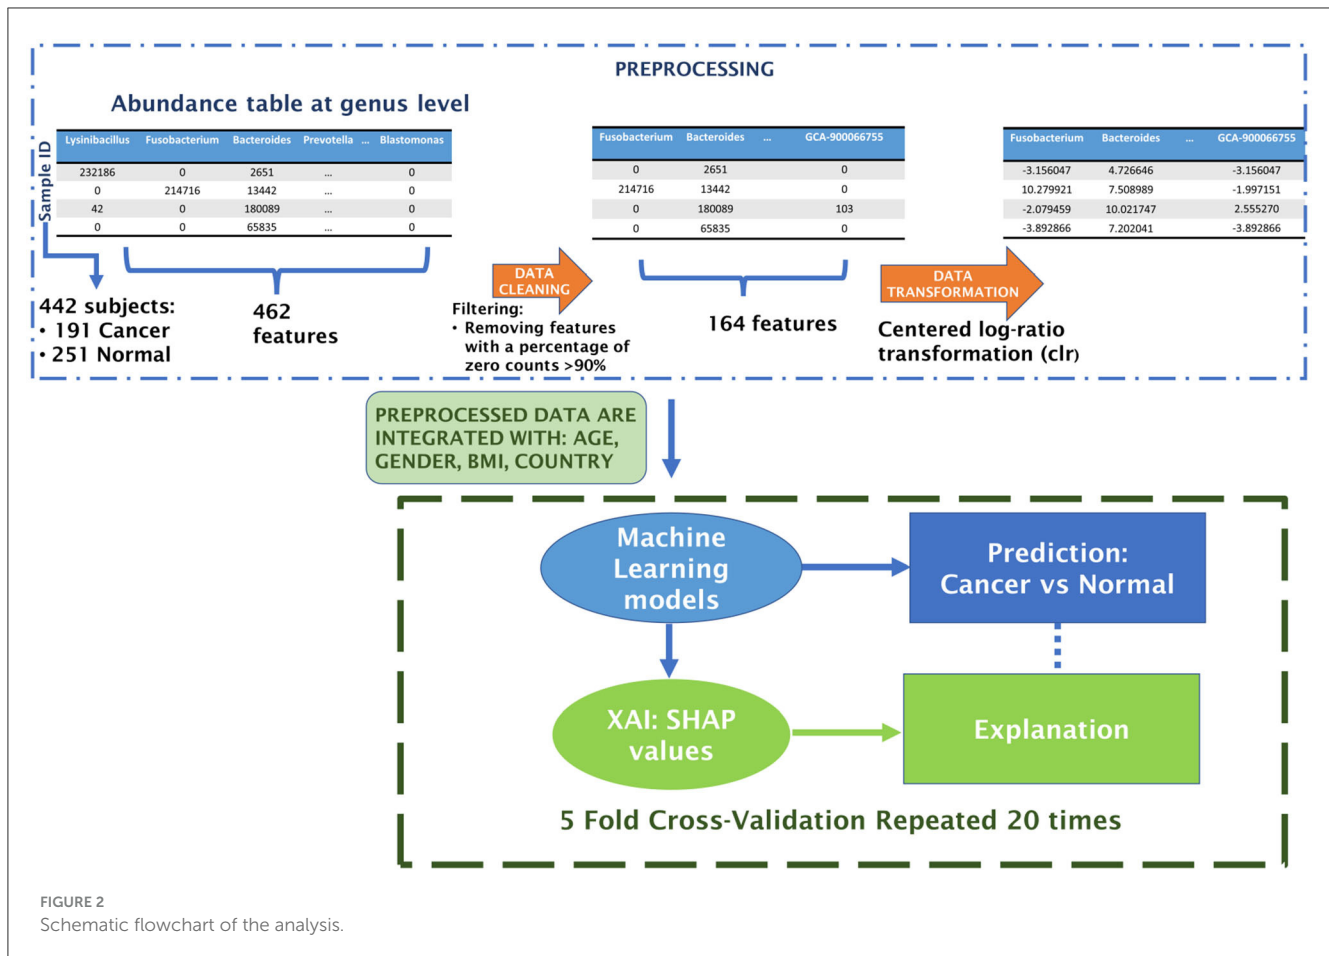 PREPROCESSING
Abundance table at genus level
Sample ID
Lysinibacillus Fusobacterium Bacteroides Prevotella ... Blastomonas
232186 0 2651 ... 0
0 214716 13442 ... 0
42 0 180089 ... 0
0 0 65835 ... 0
Fusobacterium Bacteroides ... GCA-900066755
0 2651 0
214716 13442 0
0 180089 103
0 65835 0
Fusobacterium Bacteroides ... GCA-900066755
-3.156047 4.726646 -3.156047
10.279921 7.508989 -1.997151
-2.079459 10.021747 2.555270
-3.892866 7.202041 -3.892866
442 subjects:
• 191 Cancer
• 251 Normal
462
features
DATA
CLEANING
Filtering:
• Removing features
with a percentage of
zero counts >90%
164 features
DATA
TRANSFORMATION
Centered log-ratio
transformation (clr)
PREPROCESSED DATA ARE
INTEGRATED WITH: AGE,
GENDER, BMI, COUNTRY
Machine
Learning
models
Prediction:
Cancer vs Normal
XAI: SHAP
values
Explanation
5 Fold Cross-Validation Repeated 20 times
FIGURE 2
Schematic flowchart of the analysis.